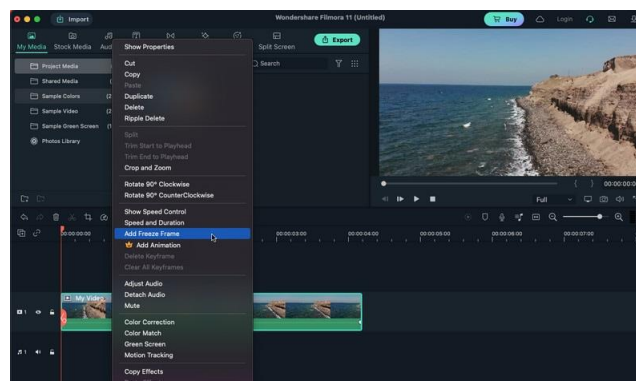 Import
Wondershare Filmora 11 (Untitled)
Buy
Login
My Media
Stock Media
Split Screen
Export
Project Media
Search
Shared Media
Sample Colors
Sample Video
Sample Green Screen
Photos Library
Show Properties
Cut
Copy
Paste
Duplicate
Delete
Ripple Delete
Split
Trim Start to Playhead
Trim End to Playhead
Crop and Zoom
Rotate 90° Clockwise
Rotate 90° CounterClockwise
Show Speed Control
Speed and Duration
Add Freeze Frame
Add Animation
Delete Keyframe
Clear All Keyframes
Adjust Audio
Detach Audio
Mute
Color Correction
Color Match
Green Screen
Motion Tracking
Copy Effects
Full
00:00:00:00
00:00:03:00
00:00:04:00
00:00:05:00
00:00:06:00
00:00:07:00
My Video
1
1